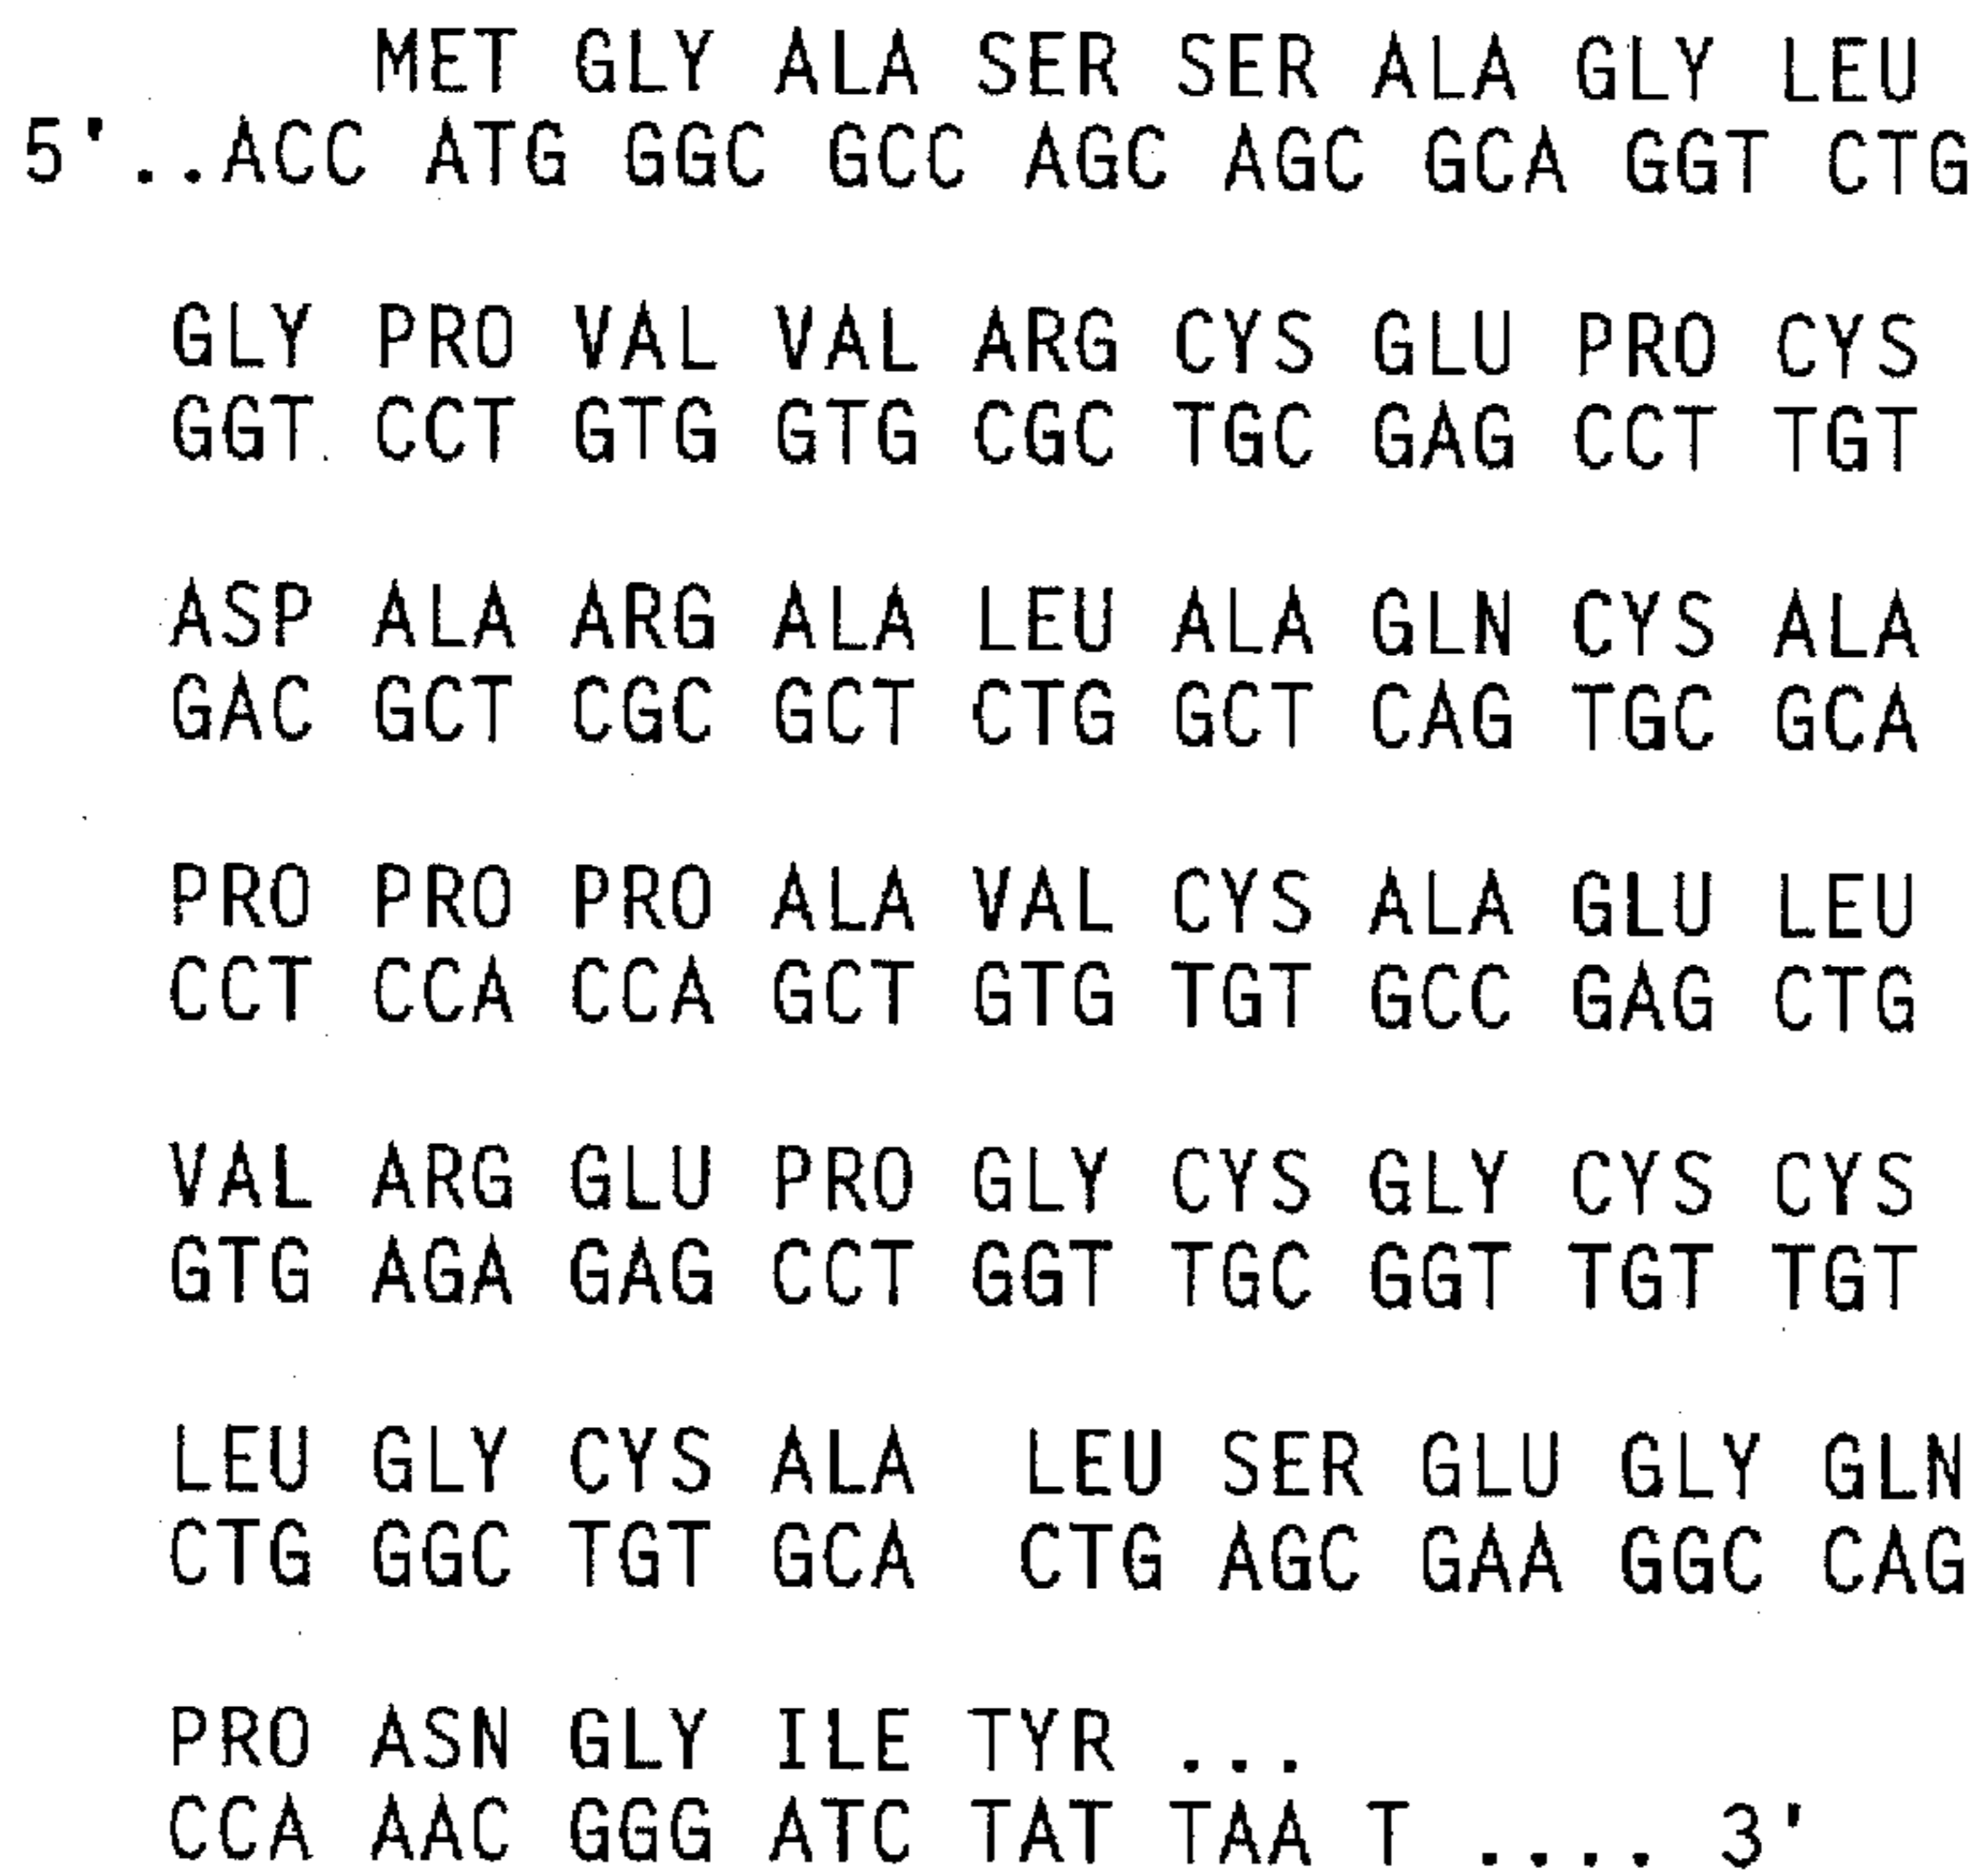 MET GLY ALA SER SER ALA GLY LEU
5'..ACC ATG GGC GCC AGC AGC GCA GGT CTG
GLY PRO VAL VAL ARG CYS GLU PRO CYS
GGT CCT GTG GTG CGC TGC GAG CCT TGT
ASP ALA ARG ALA LEU ALA GLN CYS ALA
GAC GCT CGC GCT CTG GCT CAG TGC GCA
PRO PRO PRO ALA VAL CYS ALA GLU LEU
CCT CCA CCA GCT GTG TGT GCC GAG CTG
VAL ARG GLU PRO GLY CYS GLY CYS CYS
GTG AGA GAG CCT GGT TGC GGT TGT TGT
LEU GLY CYS ALA LEU SER GLU GLY GLN
CTG GGC TGT GCA CTG AGC GAA GGC CAG
PRO ASN GLY ILE TYR ...
CCA AAC GGG ATC TAT TAA T .... 3'